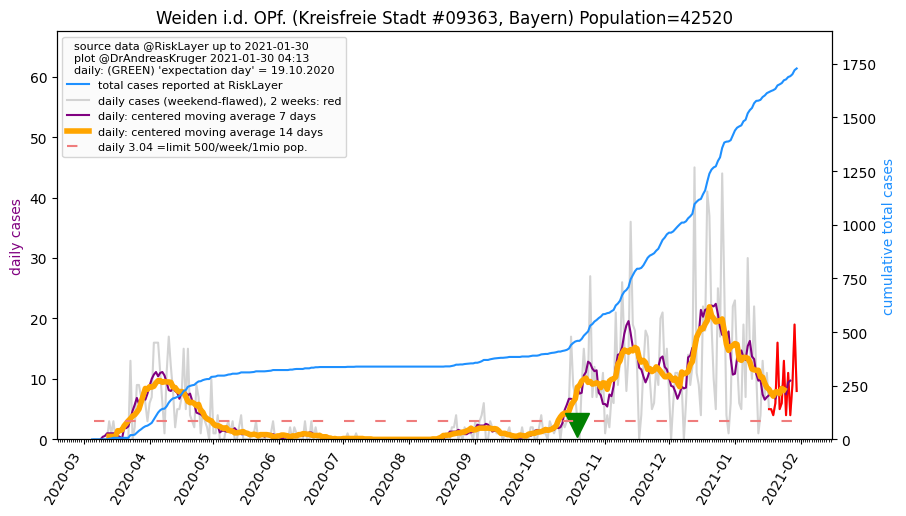 Weiden i.d. OPf. (Kreisfreie Stadt #09363, Bayern) Population=42520
source data @RiskLayer up to 2021-01-30
plot @DrAndreasKruger 2021-01-30 04:13
daily: (GREEN) 'expectation day' = 19.10.2020
total cases reported at RiskLayer
daily cases (weekend-flawed), 2 weeks: red
daily: centered moving average 7 days
daily: centered moving average 14 days
daily 3.04 =limit 500/week/1mio pop.
daily cases
60
50
40
30
20
10
0
cumulative total cases
1750
1500
1250
1000
750
500
250
0
2020-03
2020-04
2020-05
2020-06
2020-07
2020-08
2020-09
2020-10
2020-11
2020-12
2021-01
2021-02